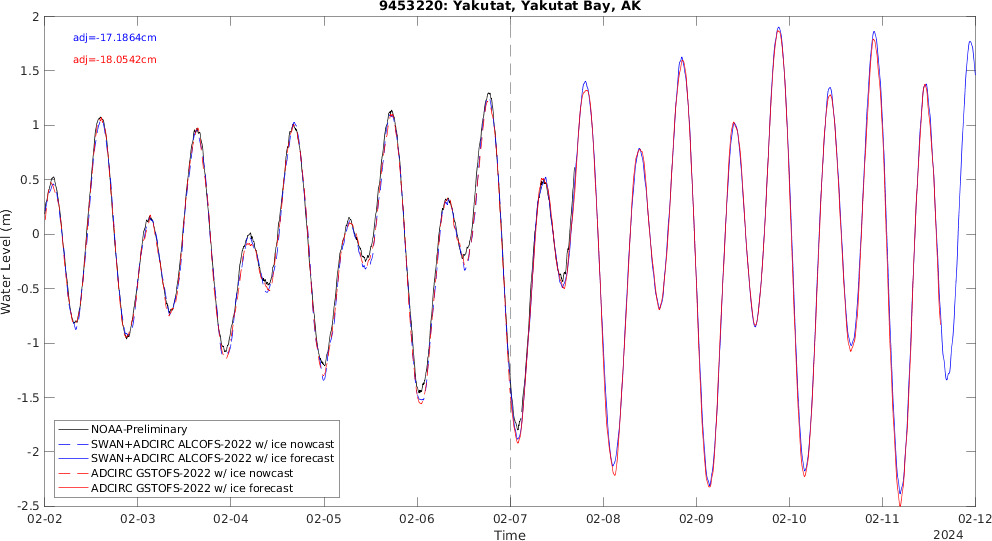 9453220: Yakutat, Yakutat Bay, AK
adj=-17.1864cm
adj=-18.0542cm
Water Level (m)
2
1.5
1
0.5
0
-0.5
-1
-1.5
-2
-2.5
NOAA-Preliminary
SWAN+ADCIRC ALCOFS-2022 w/ ice nowcast
SWAN+ADCIRC ALCOFS-2022 w/ ice forecast
ADCIRC GSTOFS-2022 w/ ice nowcast
ADCIRC GSTOFS-2022 w/ ice forecast
02-02 02-03 02-04 02-05 02-06 02-07 02-08 02-09 02-10 02-11 02-12
Time
2024